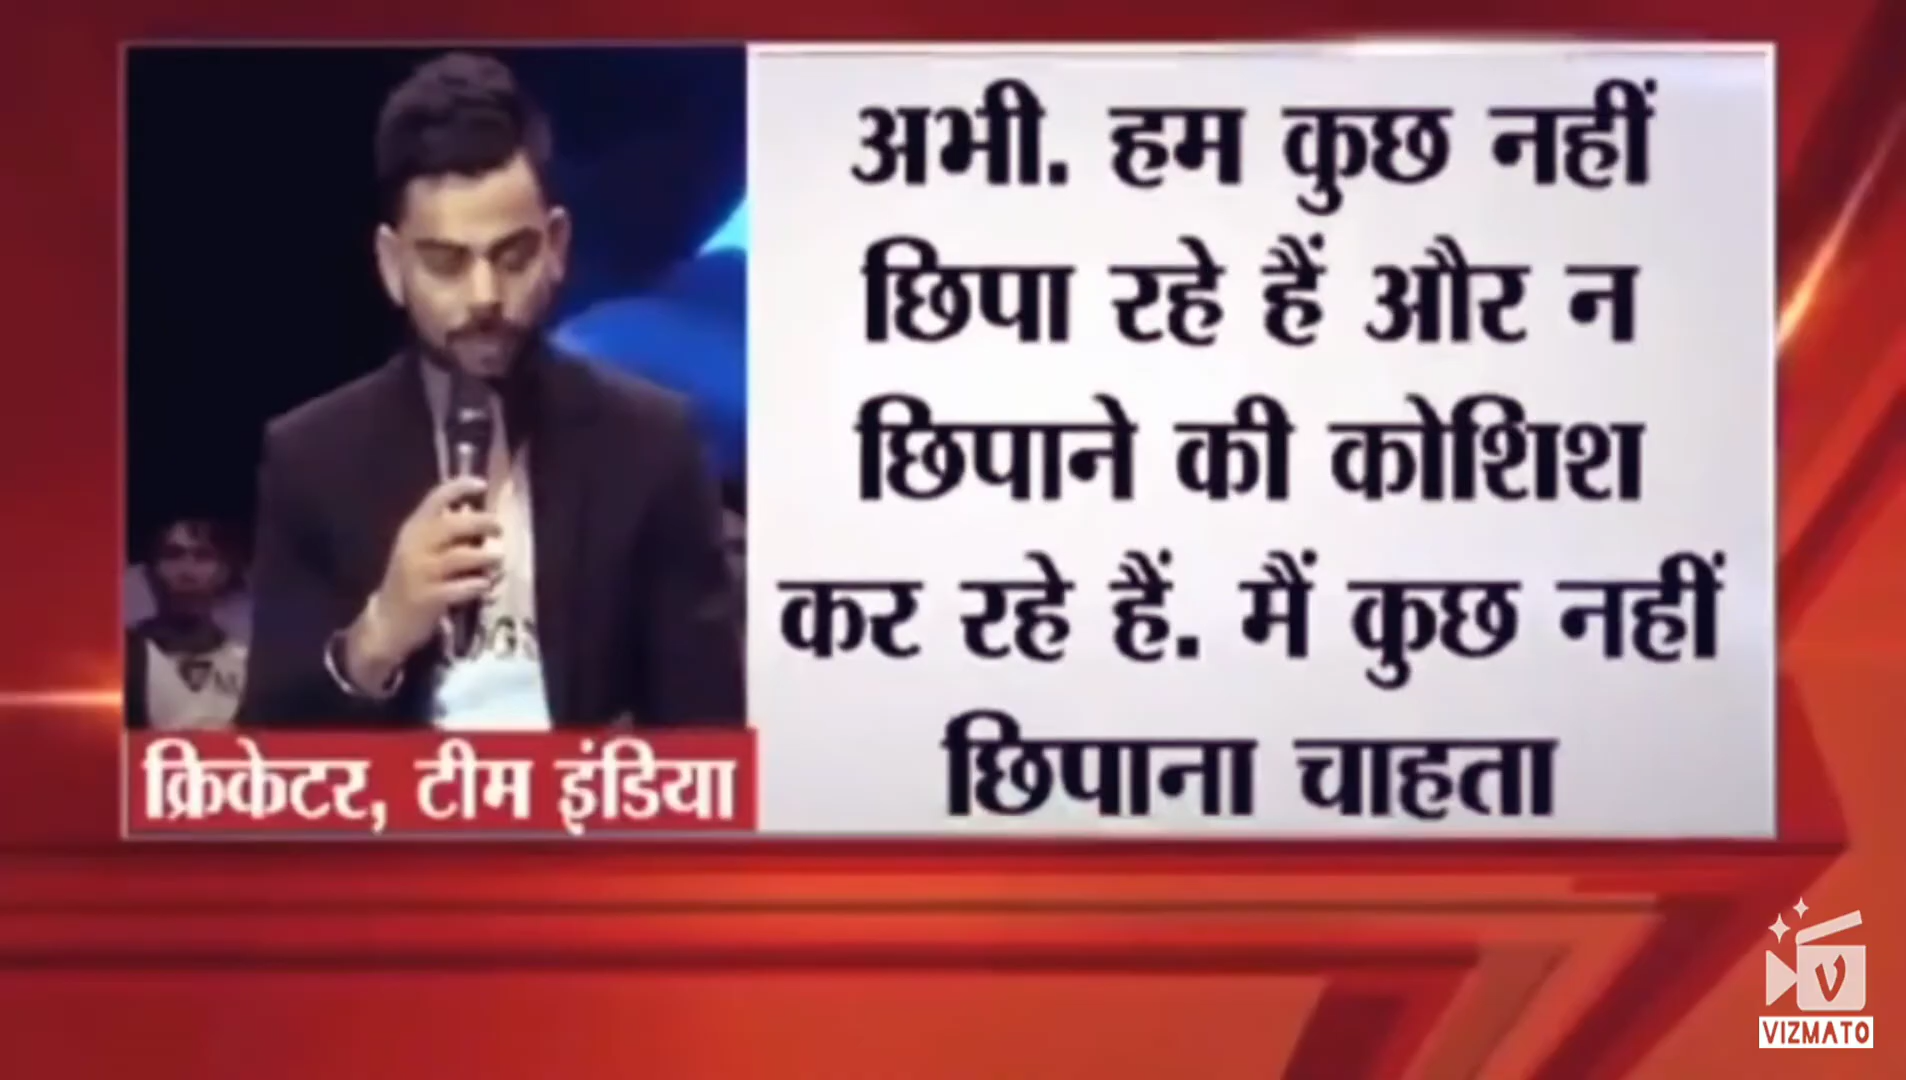 अभी. हम कुछ नहीं
छिपा रहे हैं और न
छिपाने की कोशिश
कर रहे हैं. मैं कुछ नहीं
छिपाना चाहता
क्रिकेटर, टीम इंडिया
V
VIZMATO